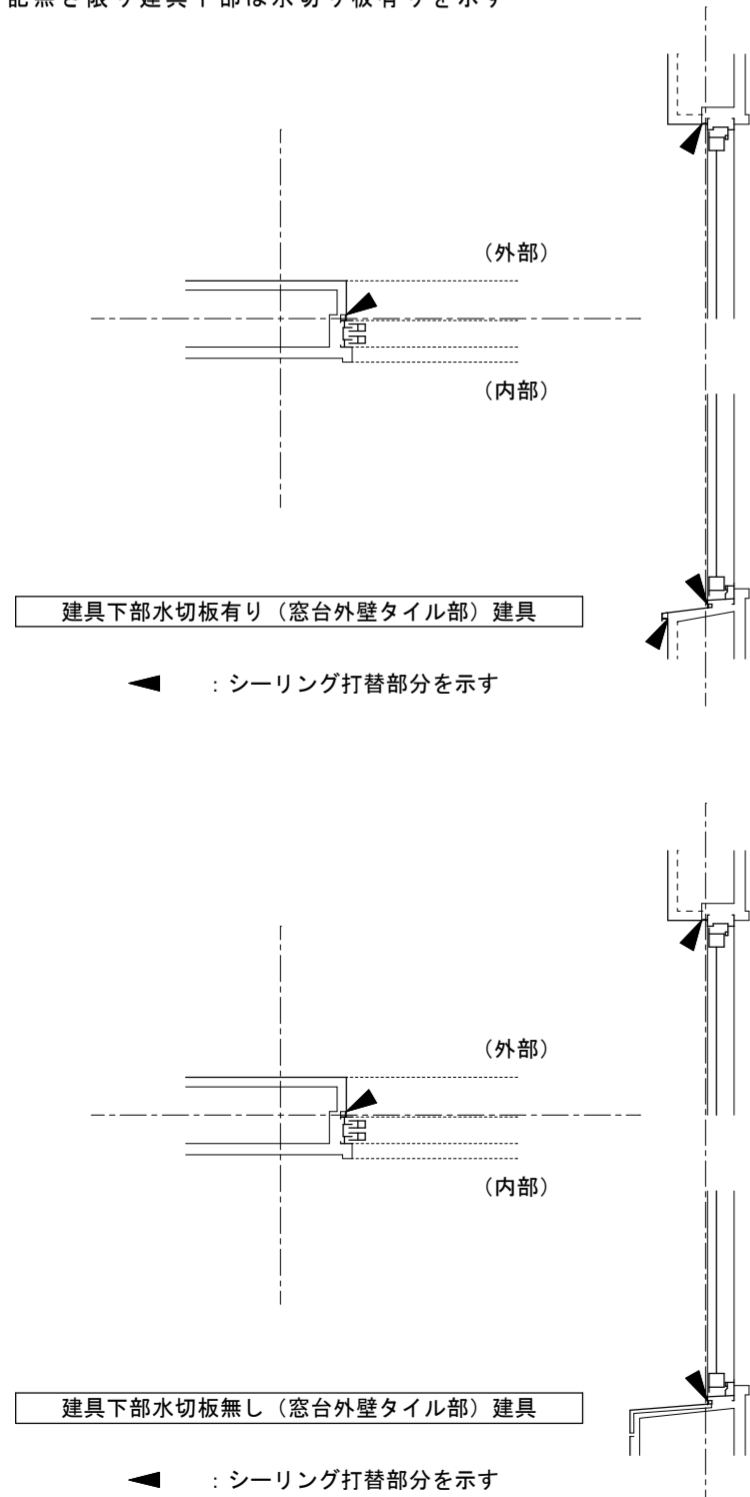 記無き限り建具下部は水切り板有りを示す
（外部）
（内部）
建具下部水切板有り（窓台外壁タイル部）建具
：シーリング打替部分を示す
（外部）
（内部）
建具下部水切板無し（窓台外壁タイル部）建具
：シーリング打替部分を示す